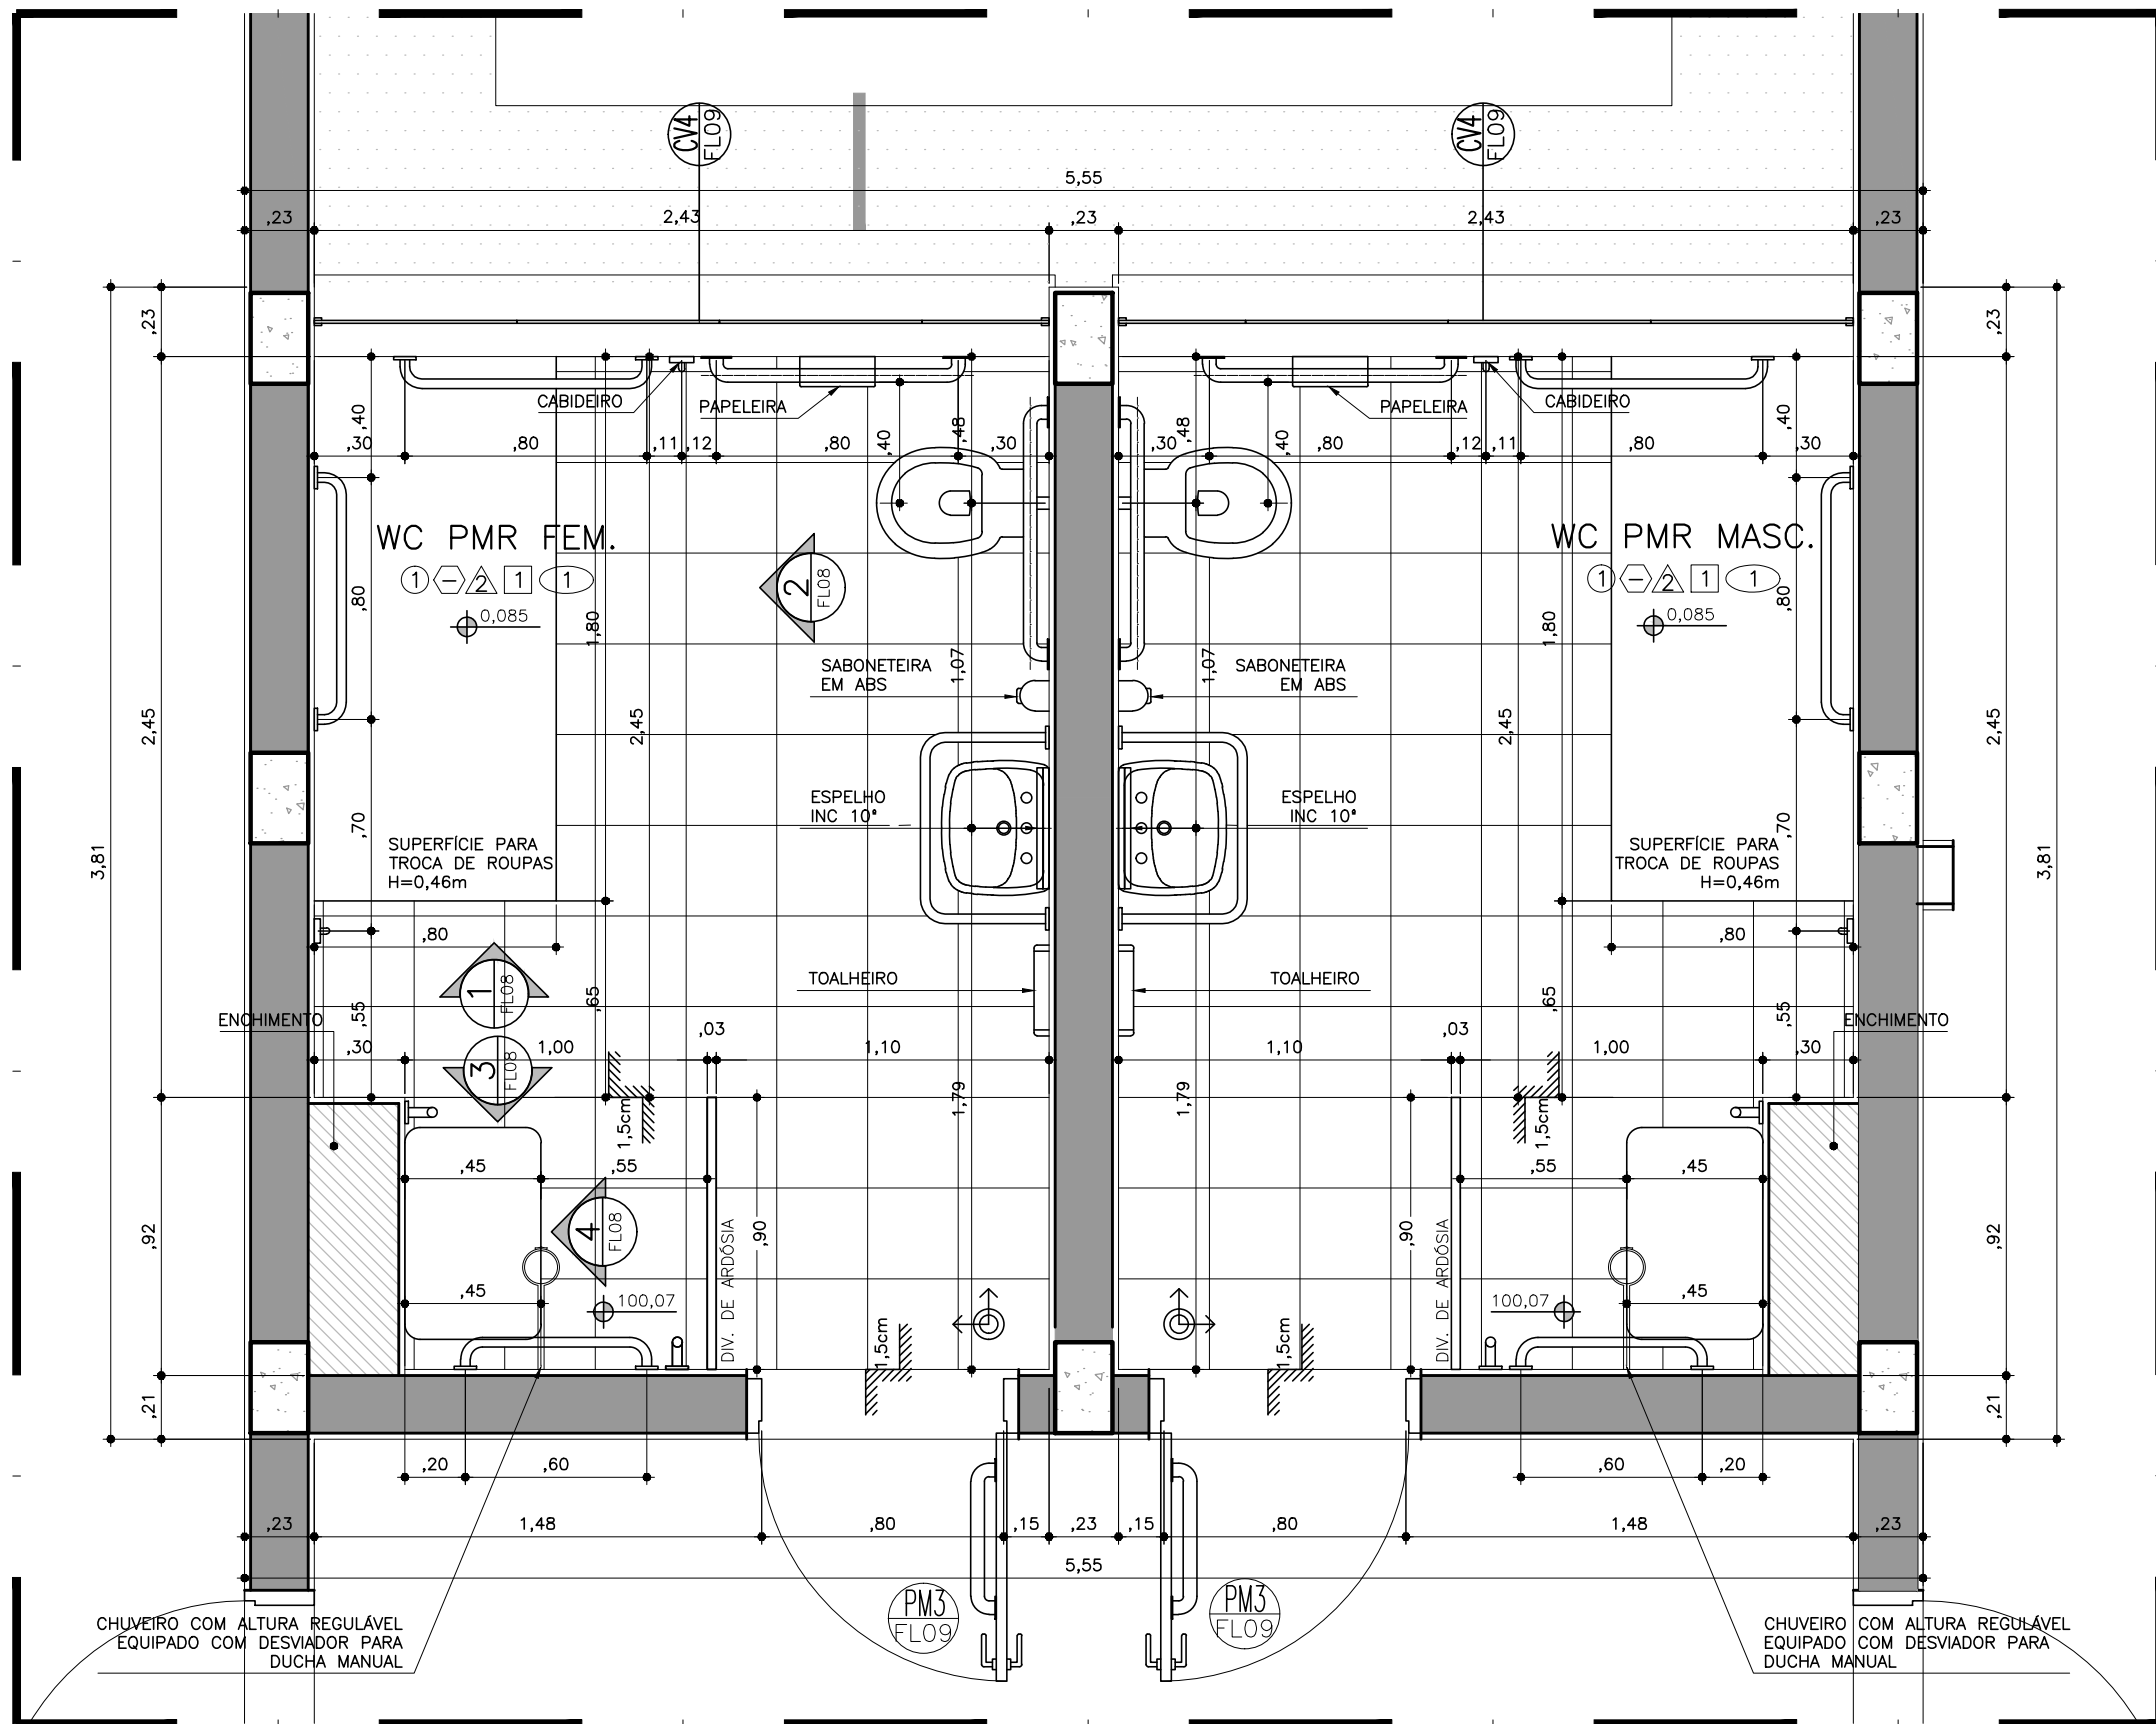 CV4
FL09
CV4
FL09
5,55
,23
2,43
,23
2,43
,23
,23
,23
CABIDEIRO
PAPELEIRA
PAPELEIRA
CABIDEIRO
,40
,40
,48
,48
,40
,40
,30
,80
,11
,12
,80
,30
,30
,80
,12
,11
,80
,30
WC PMR FEM.
1
2
1
1
0,085
2
FL08
WC PMR MASC.
1
2
1
1
0,085
,80
1,80
1,80
,80
SABONETEIRA
EM ABS
1,07
1,07
SABONETEIRA
EM ABS
2,45
2,45
2,45
2,45
ESPELHO
INC 10°
ESPELHO
INC 10°
,70
,70
SUPERFÍCIE PARA
TROCA DE ROUPAS
H=0,46m
SUPERFÍCIE PARA
TROCA DE ROUPAS
H=0,46m
3,81
3,81
,80
,80
1
FL08
TOALHEIRO
TOALHEIRO
,55
,65
,65
,55
ENCHIMENTO
ENCHIMENTO
,03
,03
,30
1,00
1,10
1,10
1,00
,30
3
FL08
1,5cm
1,79
1,79
1,5cm
,45
,55
,55
,45
,92
4
FL08
DIV. DE ARDÓSIA
,90
,90
DIV. DE ARDÓSIA
,92
,45
100,07
100,07
,45
1,5cm
1,5cm
,21
,21
,20
,60
,60
,20
,23
1,48
,80
,15
,23
,15
,80
1,48
,23
5,55
PM3
FL09
PM3
FL09
CHUVEIRO COM ALTURA REGULÁVEL
EQUIPADO COM DESVIADOR PARA
DUCHA MANUAL
CHUVEIRO COM ALTURA REGULÁVEL
EQUIPADO COM DESVIADOR PARA
DUCHA MANUAL